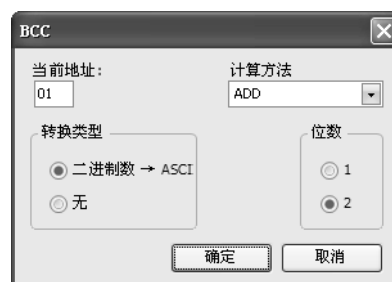 BCC
当前地址: 计算方法
01 ADD
转换类型 位数
二进制数 → ASCI 1
无 2
确定 取消